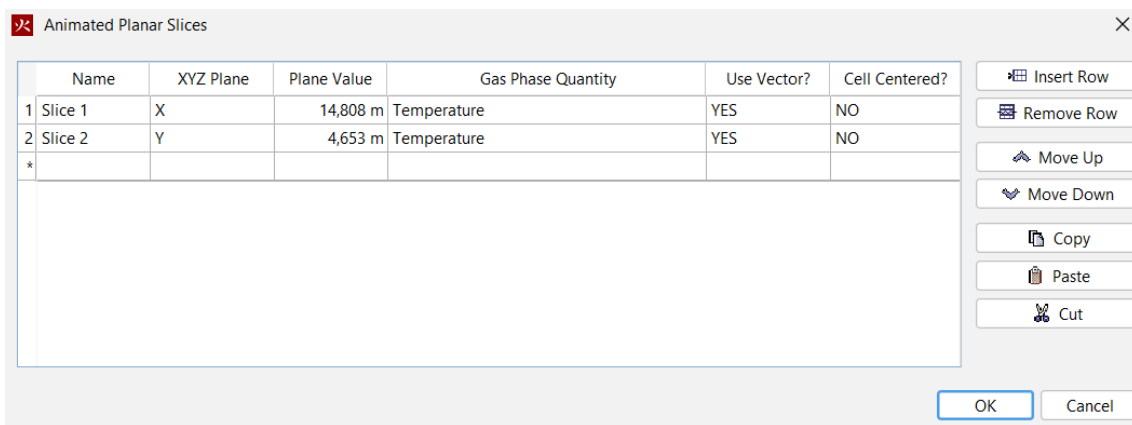 火 Animated Planar Slices
Name XYZ Plane Plane Value Gas Phase Quantity Use Vector? Cell Centered?
1 Slice 1 X 14,808 m Temperature YES NO
2 Slice 2 Y 4,653 m Temperature YES NO
*
Insert Row
Remove Row
Move Up
Move Down
Copy
Paste
Cut
OK Cancel